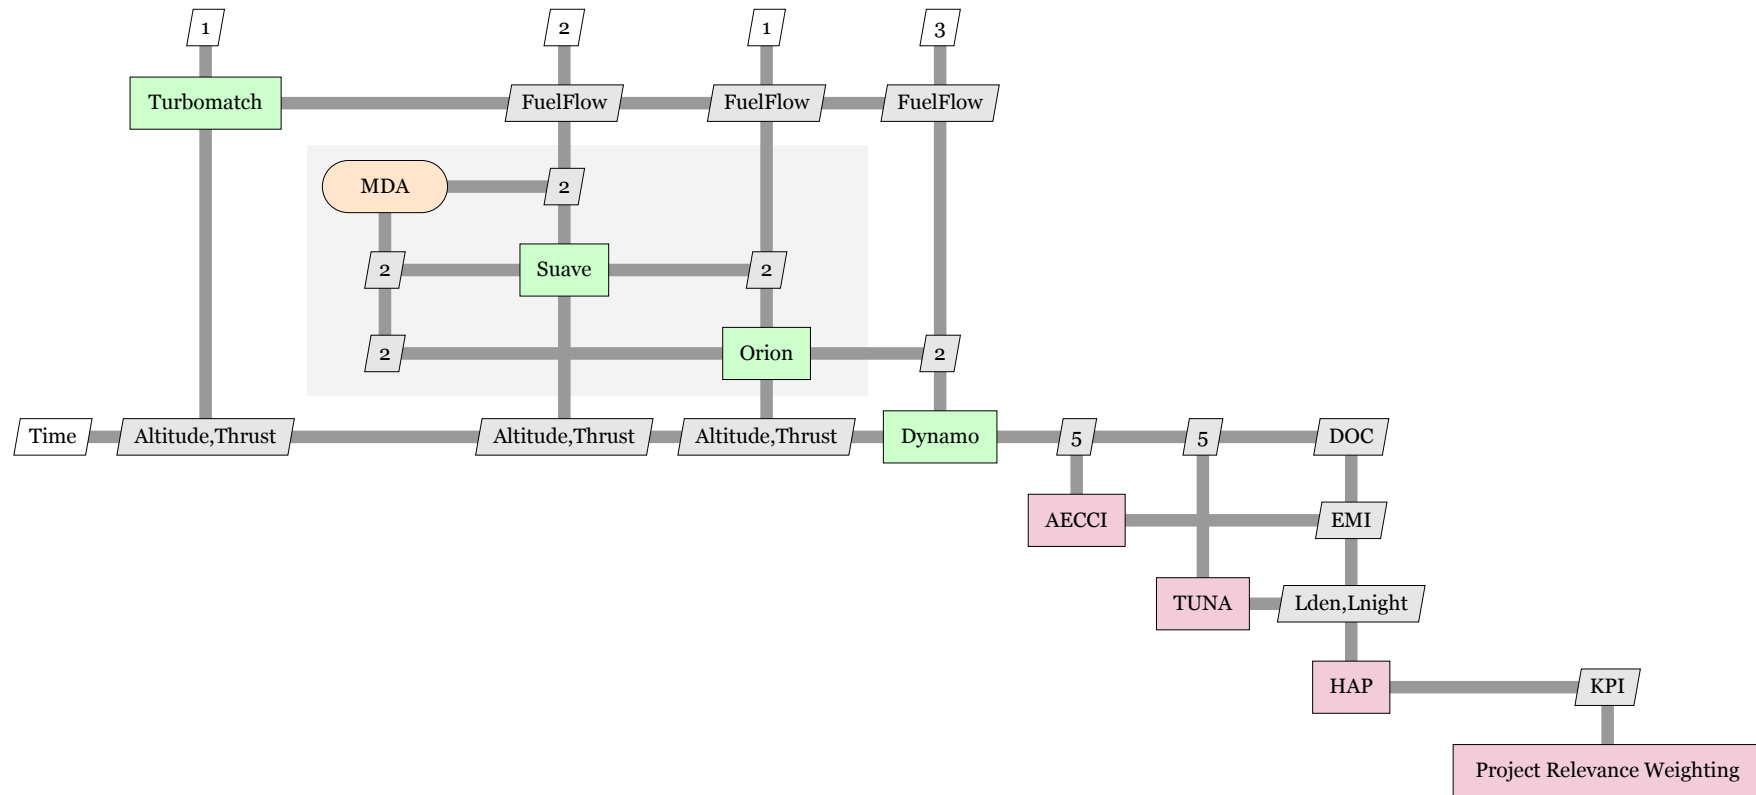 1 2 1 3
Turbomatch FuelFlow FuelFlow FuelFlow
MDA 2
2 Suave 2
2 Orion 2
Time Altitude,Thrust Altitude,Thrust Altitude,Thrust Dynamo 5 5 DOC
AECCI EMI
TUNA Lden,Lnight
HAP KPI
Project Relevance Weighting